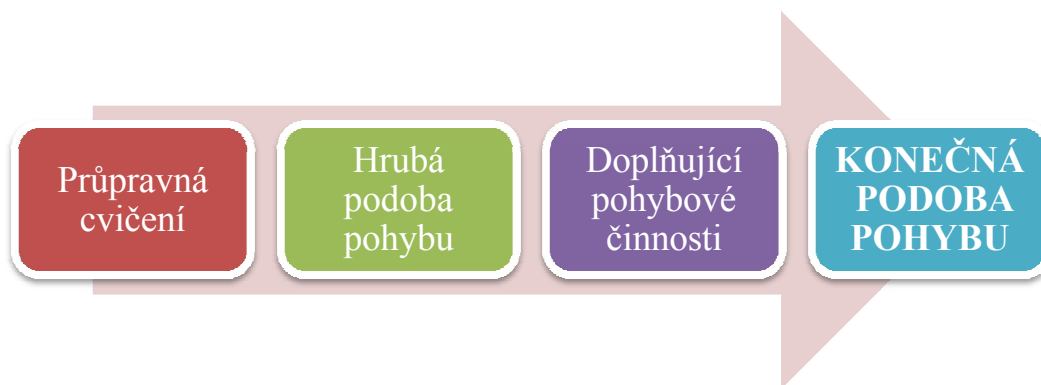 Průpravná
cvičení
Hrubá
podoba
pohybu
Doplňující
pohybové
činnosti
KONEČNÁ
PODOBA
POHYBU